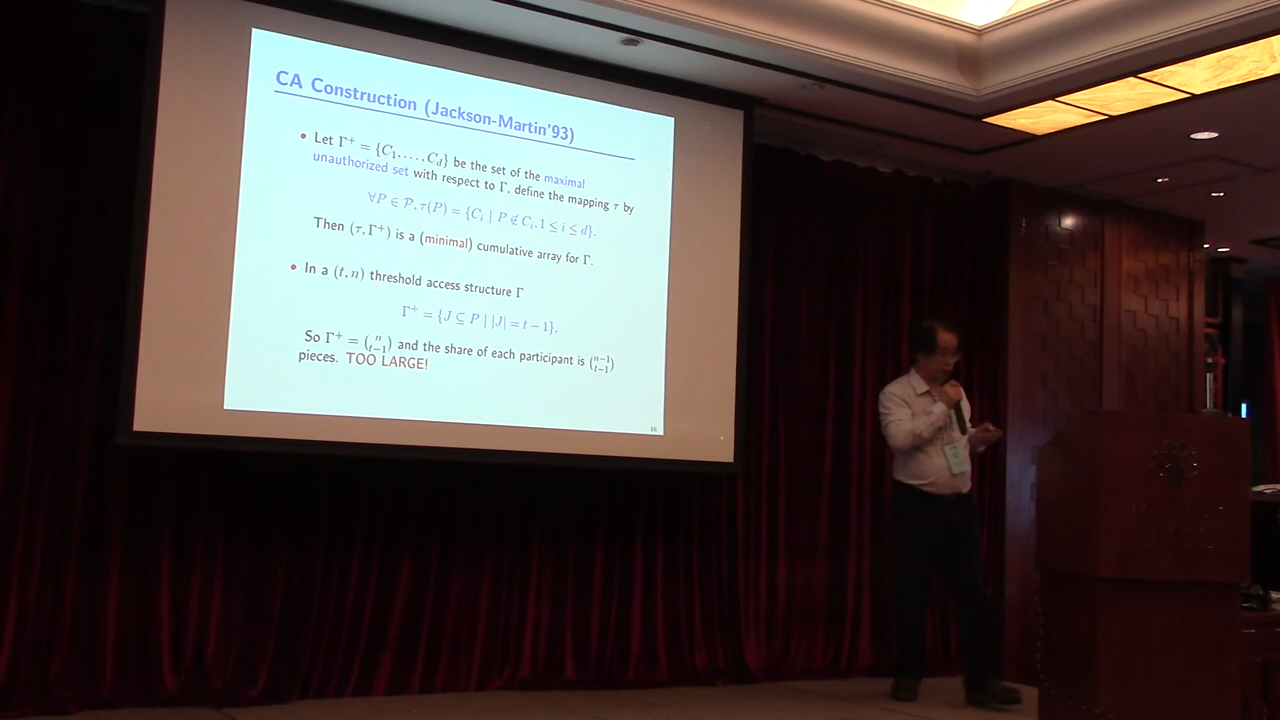 CA Construction (Jackson-Martin'93)
• Let Γ⁺ = {C₁, . . . , C_d} be the set of the maximal
unauthorized set with respect to Γ, define the mapping τ by
∀P ∈ 𝒫, τ(P) = {C_i | P ∉ C_i, 1 ≤ i ≤ d}.
Then (τ, Γ⁺) is a (minimal) cumulative array for Γ.
• In a (t, n) threshold access structure Γ
Γ⁺ = {J ⊆ P | |J| = t − 1}.
So Γ⁺ = (n t−1) and the share of each participant is (n−1 t−1)
pieces. TOO LARGE!
16